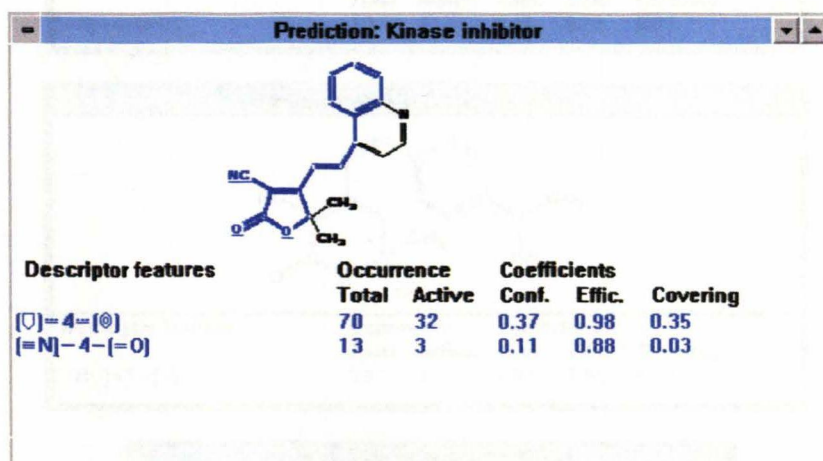 Prediction: Kinase inhibitor
N
NC
CH₃
O
O
CH₃
Descriptor features Occurrence Coefficients
Total Active Conf. Effic. Covering
[⌂]=4=[◎] 70 32 0.37 0.98 0.35
[≡N]−4−[=O] 13 3 0.11 0.88 0.03